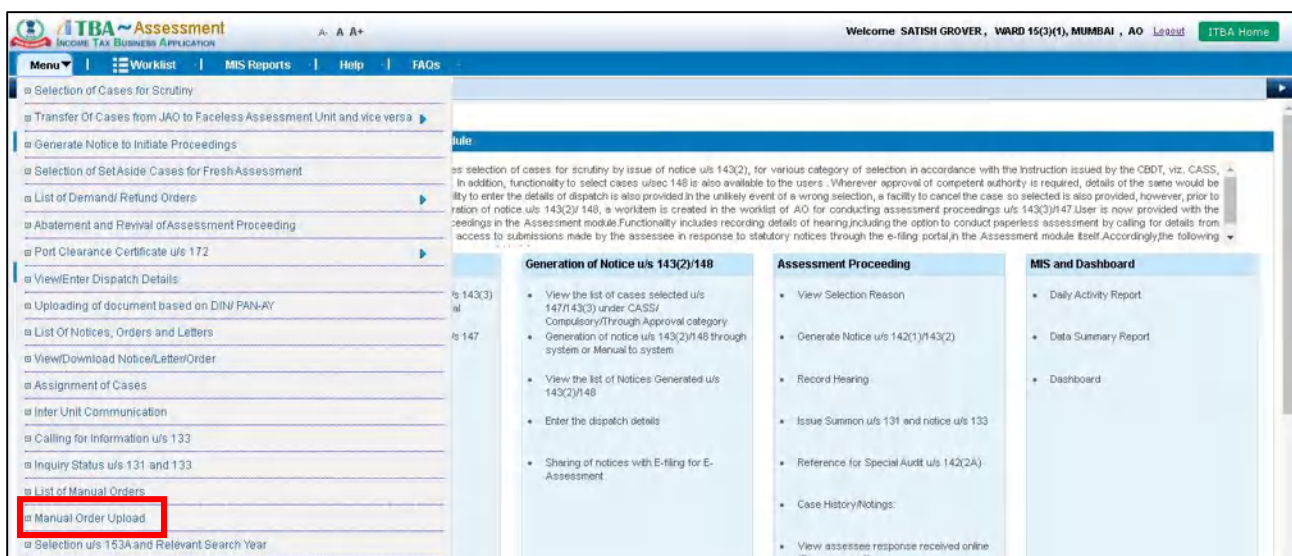 ITBA ~ Assessment
INCOME TAX BUSINESS APPLICATION
A- A A+
Welcome SATISH GROVER, WARD 15(3)(1), MUMBAI , AO Logout ITBA Home
Menu | Worklist | MIS Reports | Help | FAQs
Selection of Cases for Scrutiny
Transfer Of Cases from JAO to Faceless Assessment Unit and vice versa
Generate Notice to Initiate Proceedings
Selection of SetAside Cases for Fresh Assessment
List of Demand/ Refund Orders
Abatement and Revival of Assessment Proceeding
Port Clearance Certificate u/s 172
View/Enter Dispatch Details
Uploading of document based on DIN/ PAN-AY
List Of Notices, Orders and Letters
View/Download Notice/Letter/Order
Assignment of Cases
Inter Unit Communication
Calling for Information u/s 133
Inquiry Status u/s 131 and 133
List of Manual Orders
Manual Order Upload
Selection u/s 153A and Relevant Search Year
dule
es selection of cases for scrutiny by issue of notice u/s 143(2), for various category of selection in accordance with the Instruction issued by the CBDT, viz. CASS,
In addition, functionality to select cases u/sec 148 is also available to the users . Wherever approval of competent authority is required, details of the same would be
lity to enter the details of dispatch is also provided.In the unlikely event of a wrong selection, a facility to cancel the case so selected is also provided, however, prior to
ration of notice u/s 143(2)/ 148, a workitem is created in the worklist of AO for conducting assessment proceedings u/s 143(3)/147.User is now provided with the
ceedings in the Assessment module.Functionality includes recording details of hearing,including the option to conduct paperless assessment by calling for details from
access to submissions made by the assessee in response to statutory notices through the e-filing portal,in the Assessment module itself.Accordingly,the following
/s 143(3)
al
/s 147
Generation of Notice u/s 143(2)/148
View the list of cases selected u/s
147/143(3) under CASS/
Compulsory/Through Approval category
Generation of notice u/s 143(2)/148 through
system or Manual to system
View the list of Notices Generated u/s
143(2)/148
Enter the dispatch details
Sharing of notices with E-filing for E-
Assessment
Assessment Proceeding
View Selection Reason
Generate Notice u/s 142(1)/143(2)
Record Hearing
Issue Summon u/s 131 and notice u/s 133
Reference for Special Audit u/s 142(2A)
Case History/Notings:
View assessee response received online
MIS and Dashboard
Daily Activity Report
Data Summary Report
Dashboard